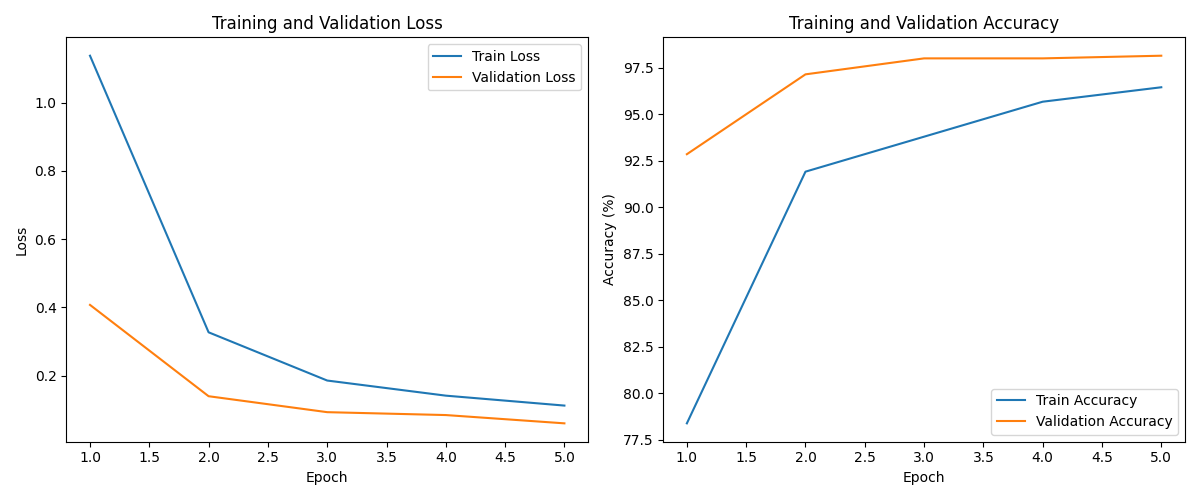 Training and Validation Loss
Train Loss
Validation Loss
1.0
0.8
0.6
0.4
0.2
Loss
1.0 1.5 2.0 2.5 3.0 3.5 4.0 4.5 5.0
Epoch
Training and Validation Accuracy
97.5
95.0
92.5
90.0
87.5
85.0
82.5
80.0
77.5
Accuracy (%)
Train Accuracy
Validation Accuracy
1.0 1.5 2.0 2.5 3.0 3.5 4.0 4.5 5.0
Epoch